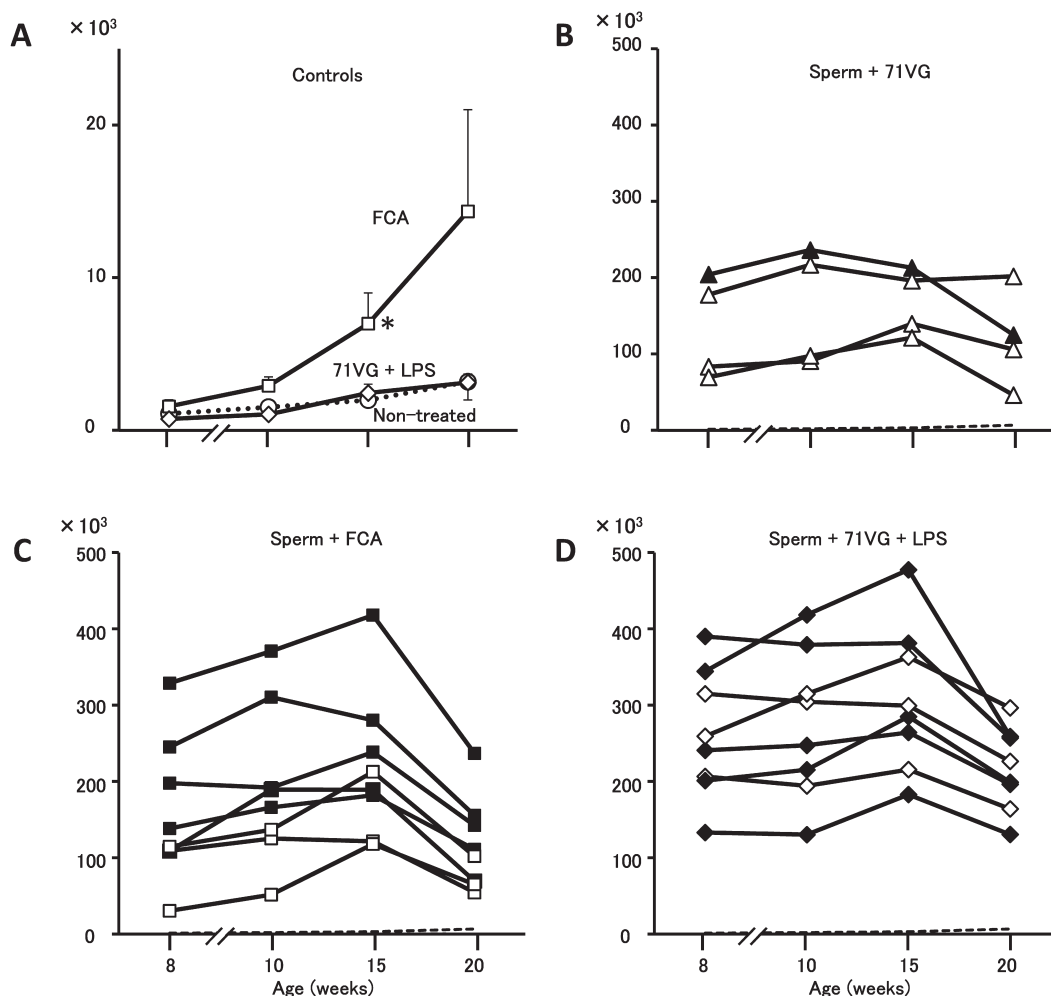 A
× 10³
Controls
20
10
0
FCA
*
71VG + LPS
Non-treated
B
× 10³
Sperm + 71VG
500
400
300
200
100
0
C
× 10³
Sperm + FCA
500
400
300
200
100
0
8
10
15
20
Age (weeks)
D
× 10³
Sperm + 71VG + LPS
500
400
300
200
100
0
8
10
15
20
Age (weeks)